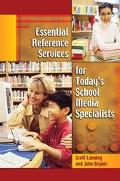 Essential Reference
Services
for Today's School
Media Specialists
Scott Lanning
and John Bryner